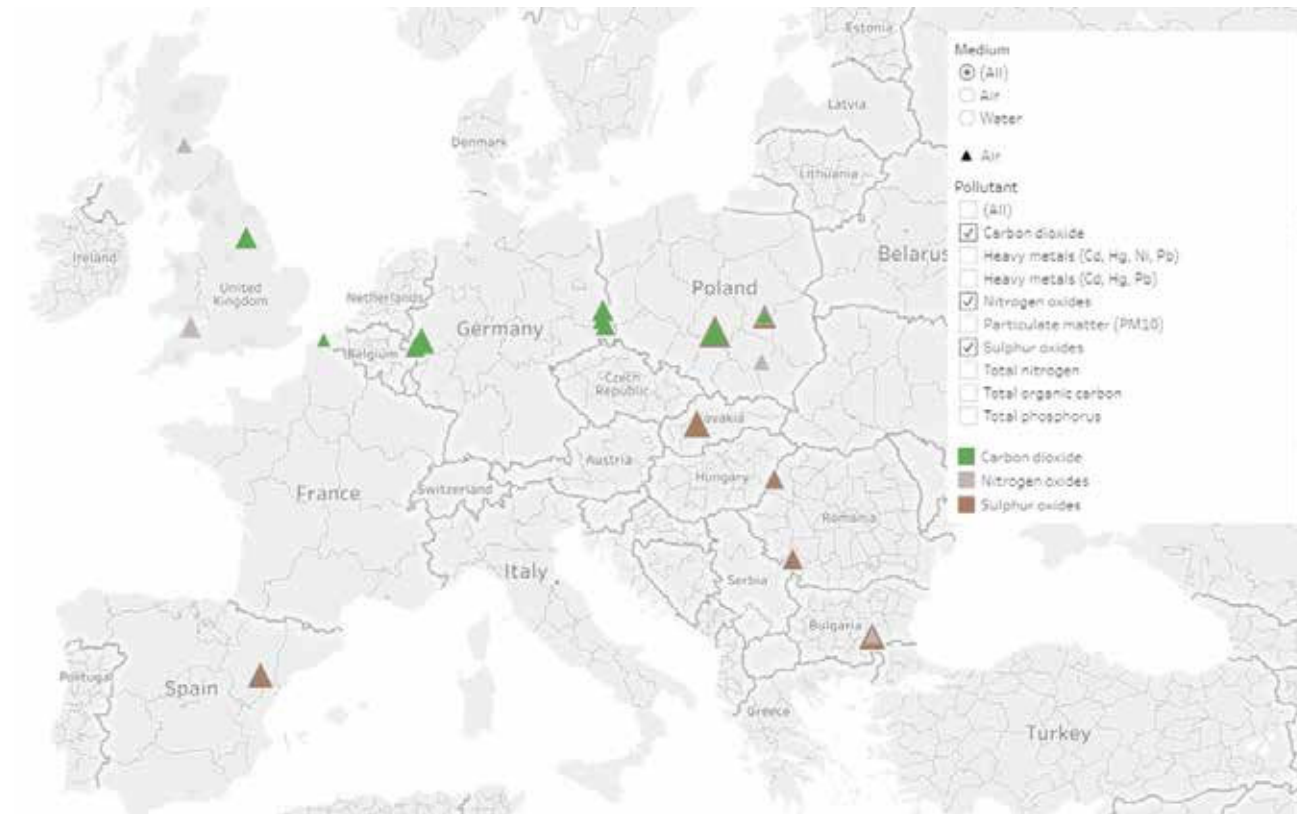 Estonia
Latvia
Denmark
Lithuania
Ireland
United
Kingdom
Netherlands
Belarus
Poland
Germany
Belgium
Czech
Republic
ovakia
Austria
France
Switzerland
Hungary
Romania
Italy
Serbia
Bulgaria
Portugal
Spain
Greece
Turkey
Medium
(All)
Air
Water
Air
Pollutant
(All)
Carbon dioxide
Heavy metals (Cd, Hg, Ni, Pb)
Heavy metals (Cd, Hg, Pb)
Nitrogen oxides
Particulate matter (PM10)
Sulphur oxides
Total nitrogen
Total organic carbon
Total phosphorus
Carbon dioxide
Nitrogen oxides
Sulphur oxides